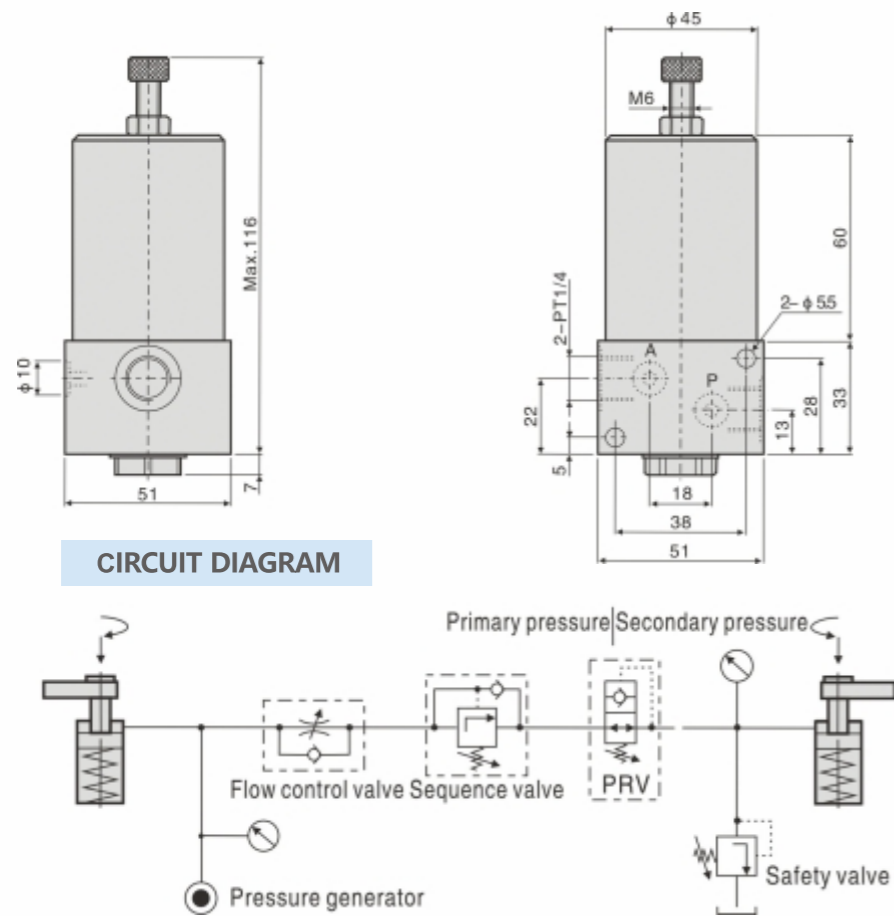 φ45
M6
Max.116
60
2-PT1/4
2-φ5.5
φ10
A
P
22
13
28
33
5
7
51
18
38
51
CIRCUIT DIAGRAM
Primary pressure Secondary pressure
Flow control valve Sequence valve
PRV
Safety valve
Pressure generator